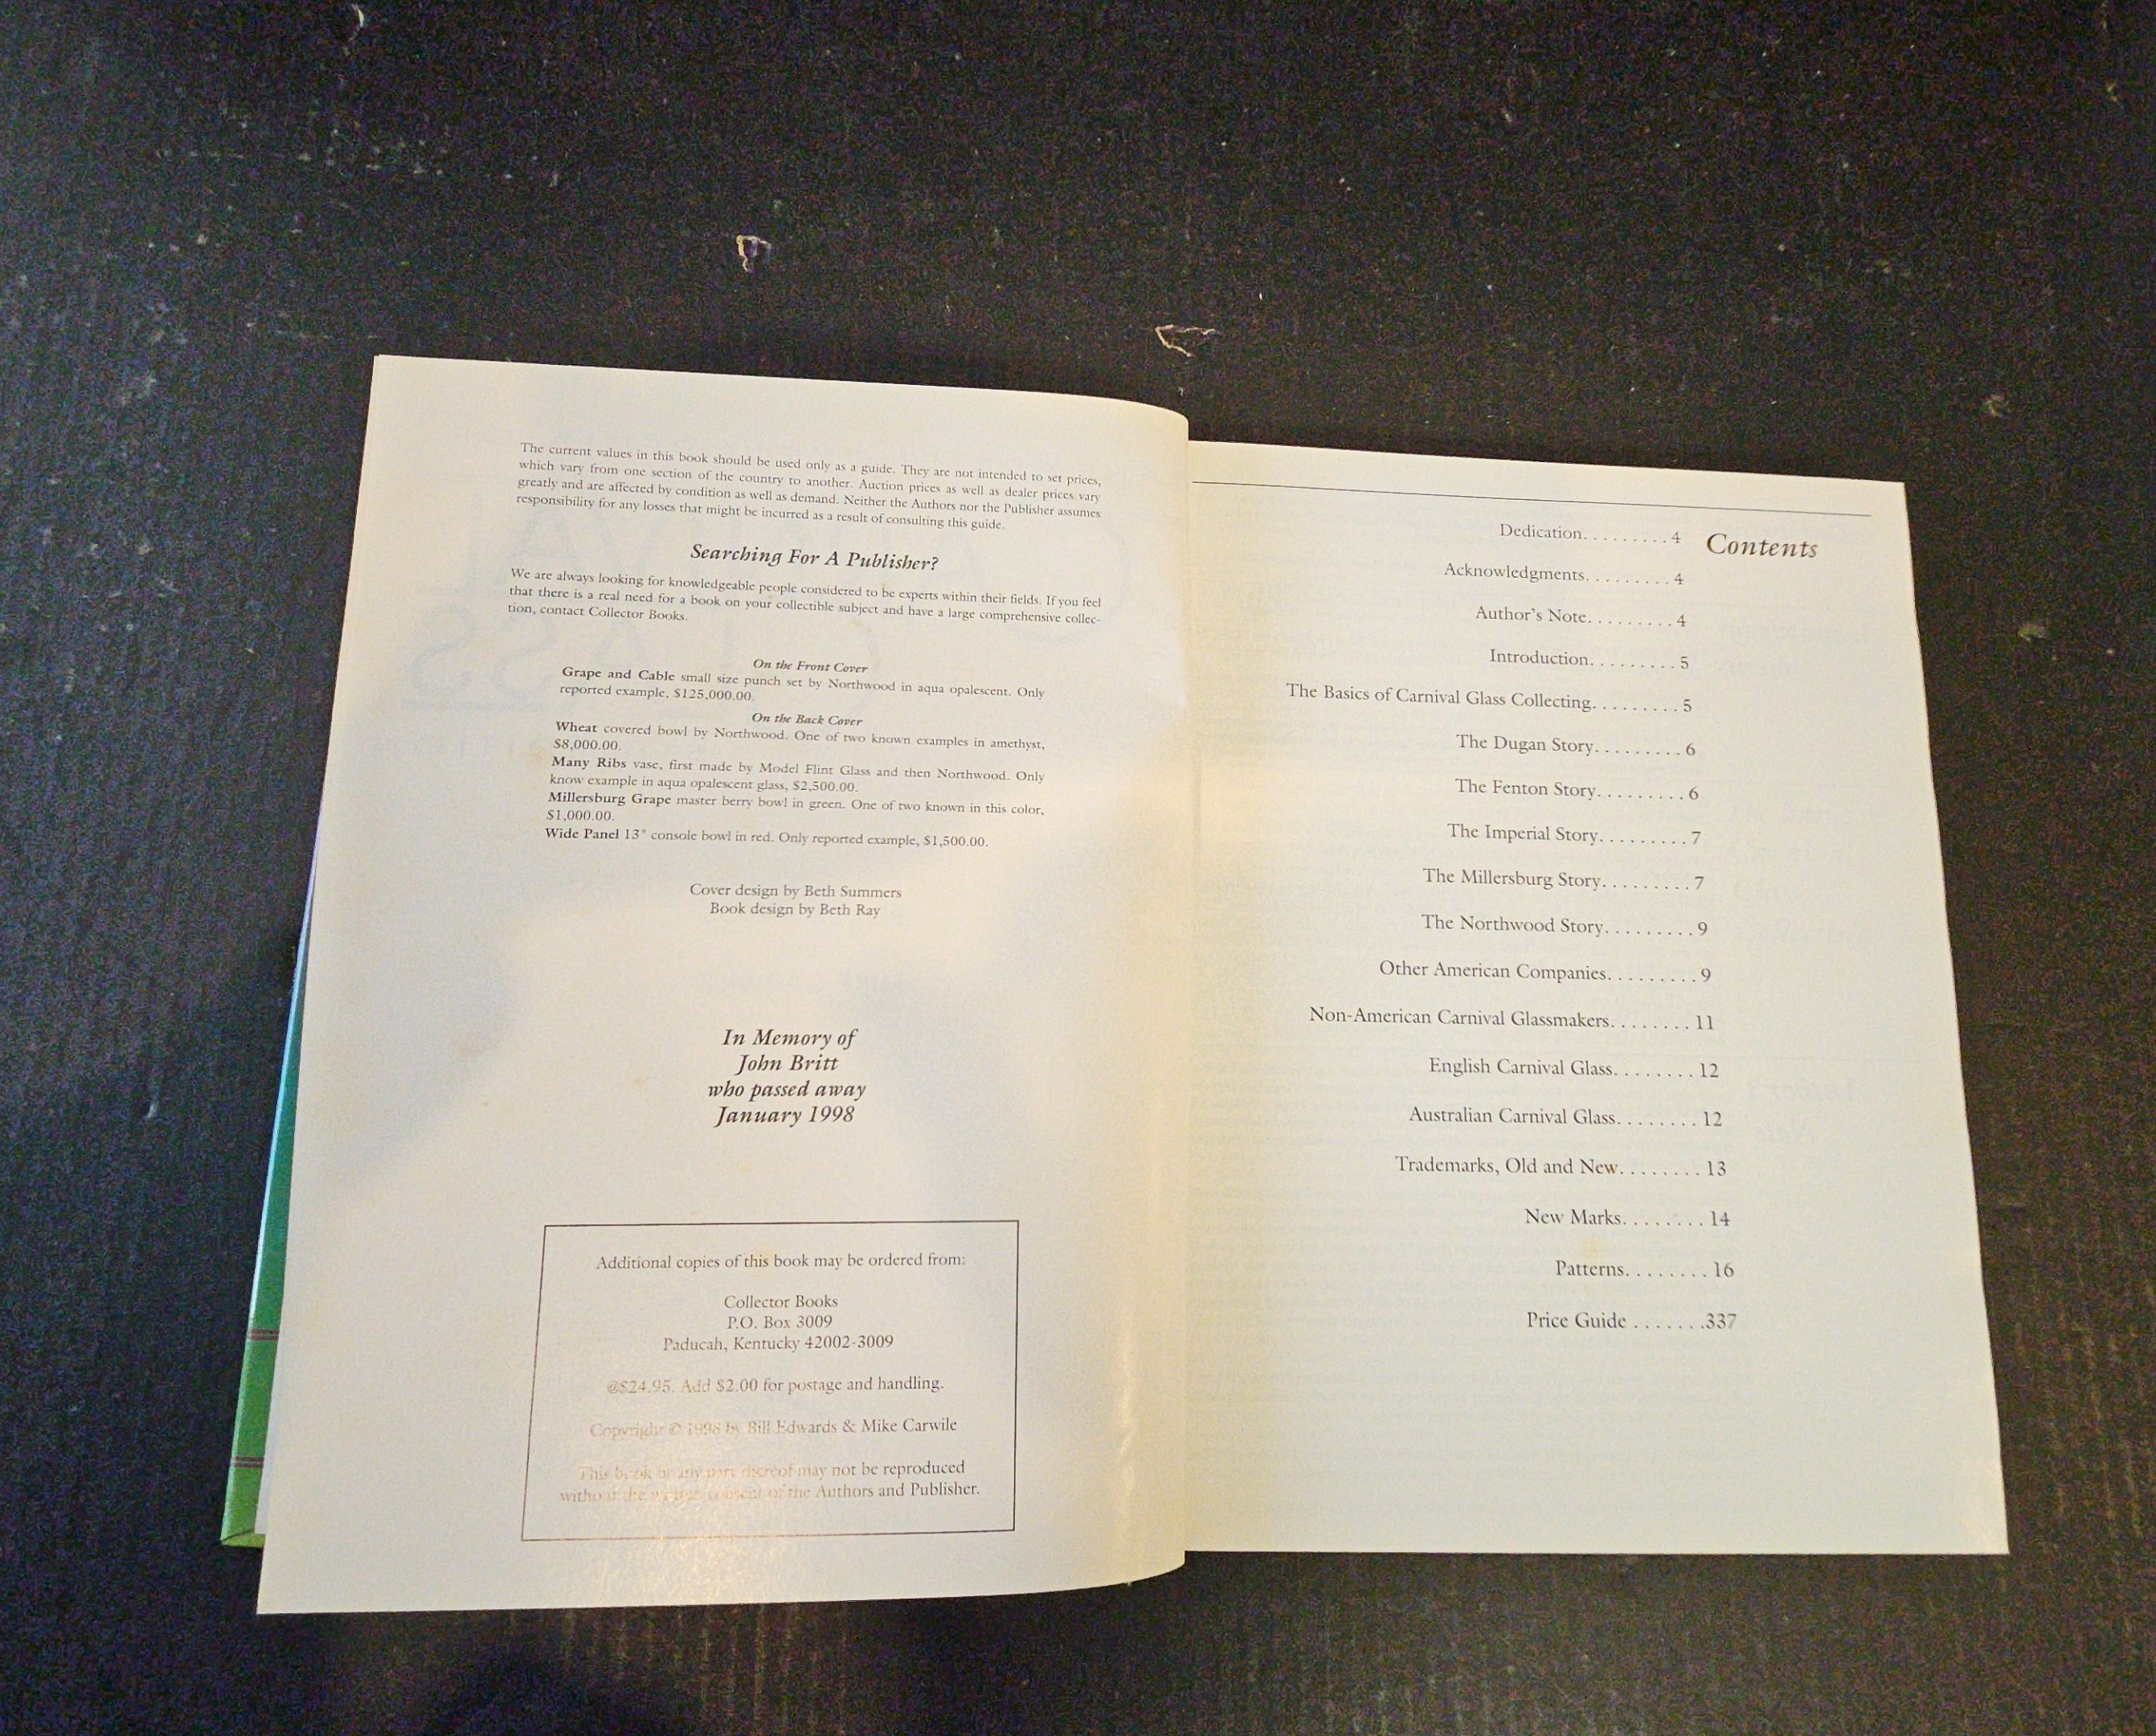 The current values in this book should be used only as a guide. They are not intended to set prices,
which vary from one section of the country to another. Auction prices as well as dealer prices vary
greatly and are affected by condition as well as demand. Neither the Authors nor the Publisher assumes
responsibility for any losses that might be incurred as a result of consulting this guide.
Searching For A Publisher?
We are always looking for knowledgeable people considered to be experts within their fields. If you feel
that there is a real need for a book on your collectible subject and have a large comprehensive collec-
tion, contact Collector Books.
On the Front Cover
Grape and Cable small size punch set by Northwood in aqua opalescent. Only
reported example, $125,000.00.
On the Back Cover
Wheat covered bowl by Northwood. One of two known examples in amethyst,
$8,000.00.
Many Ribs vase, first made by Model Flint Glass and then Northwood. Only
know example in aqua opalescent glass, $2,500.00.
Millersburg Grape master berry bowl in green. One of two known in this color,
$1,000.00.
Wide Panel 13" console bowl in red. Only reported example, $1,500.00.
Cover design by Beth Summers
Book design by Beth Ray
In Memory of
John Britt
who passed away
January 1998
Additional copies of this book may be ordered from:
Collector Books
P.O. Box 3009
Paducah, Kentucky 42002-3009
@$24.95. Add $2.00 for postage and handling.
Copyright © 1998 by Bill Edwards & Mike Carwile
This book or any part thereof may not be reproduced
without the written consent of the Authors and Publisher.
Contents
Dedication.........4
Acknowledgments.........4
Author's Note.........4
Introduction.........5
The Basics of Carnival Glass Collecting.........5
The Dugan Story.........6
The Fenton Story.........6
The Imperial Story.........7
The Millersburg Story.........7
The Northwood Story.........9
Other American Companies.........9
Non-American Carnival Glassmakers........11
English Carnival Glass........12
Australian Carnival Glass........12
Trademarks, Old and New........13
New Marks........14
Patterns........16
Price Guide .......337